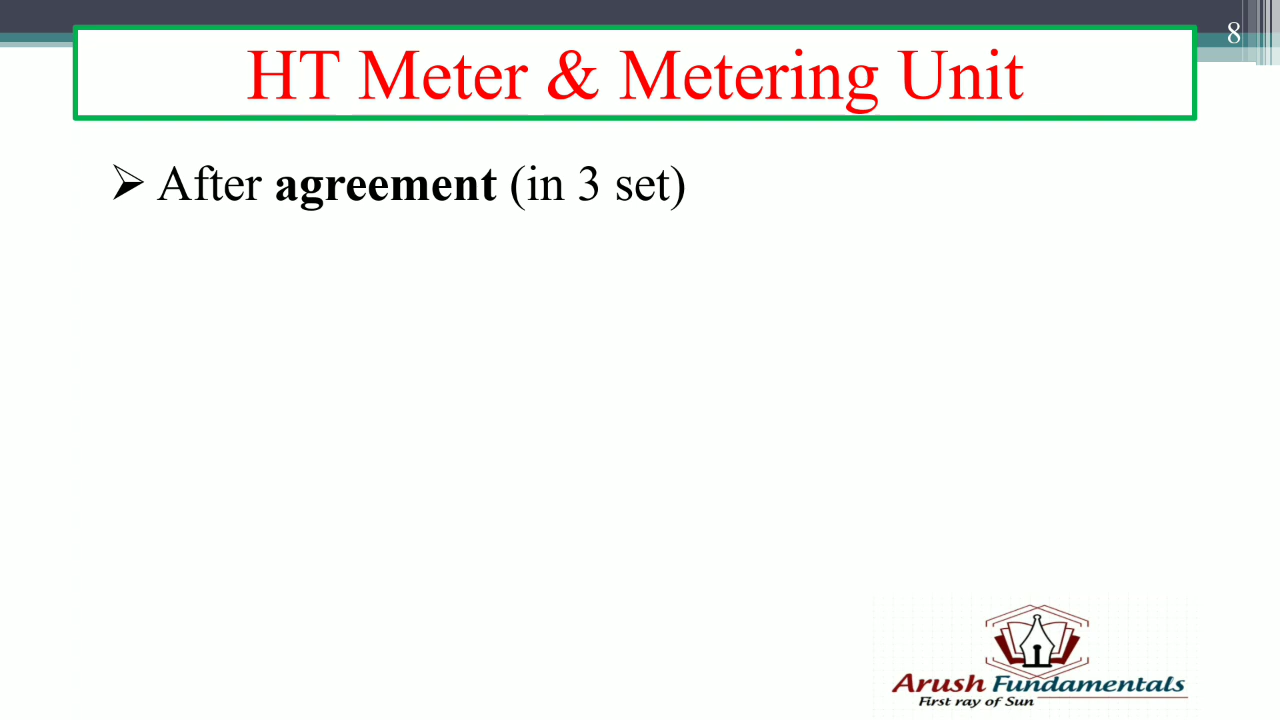 8
HT Meter & Metering Unit
➢ After agreement (in 3 set)
Arush Fundamentals
First ray of Sun